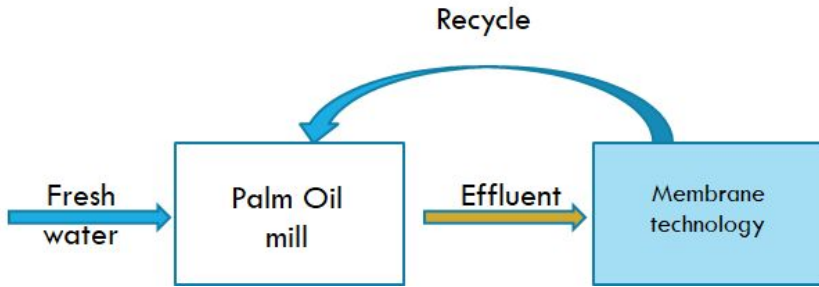 Recycle
Fresh
water
Palm Oil
mill
Effluent
Membrane
technology